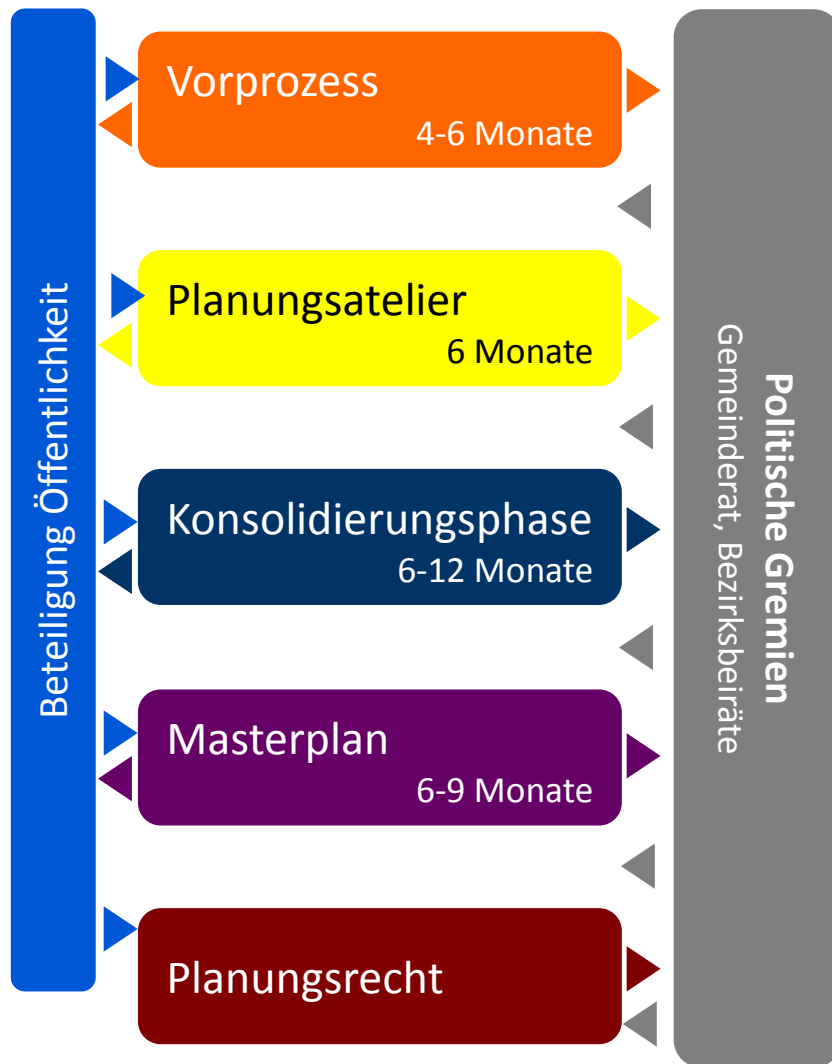 Beteiligung Öffentlichkeit
Vorprozess
4-6 Monate
Planungsatelier
6 Monate
Konsolidierungsphase
6-12 Monate
Masterplan
6-9 Monate
Planungsrecht
Politische Gremien
Gemeinderat, Bezirksbeiräte